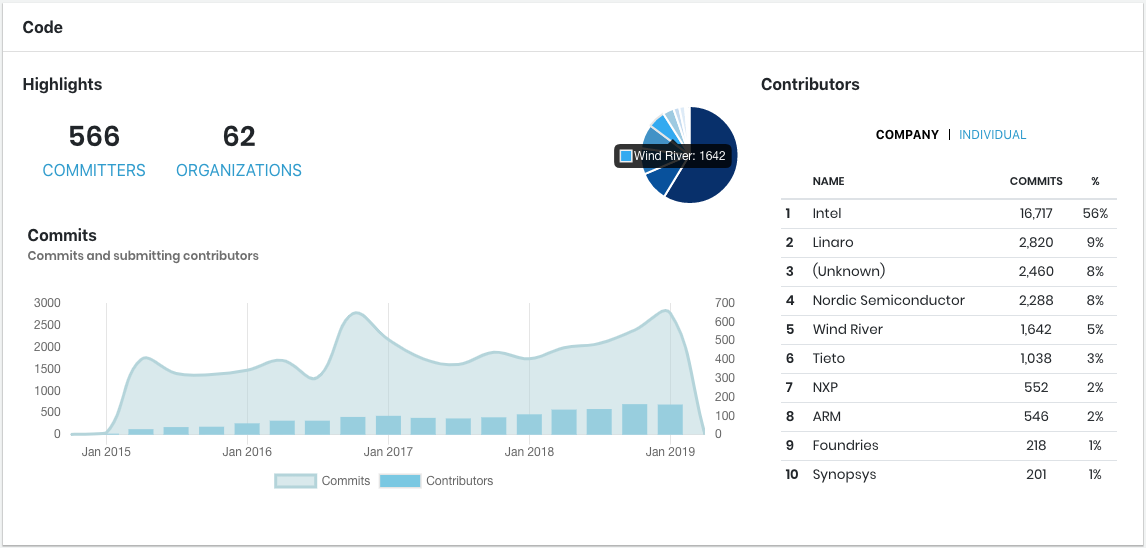 Code
Highlights
566
COMMITTERS
62
ORGANIZATIONS
Wind River: 1642
Commits
Commits and submitting contributors
3000
2500
2000
1500
1000
500
0
700
600
500
400
300
200
100
0
Jan 2015 Jan 2016 Jan 2017 Jan 2018 Jan 2019
Commits Contributors
Contributors
COMPANY | INDIVIDUAL
NAME COMMITS %
1 Intel 16,717 56%
2 Linaro 2,820 9%
3 (Unknown) 2,460 8%
4 Nordic Semiconductor 2,288 8%
5 Wind River 1,642 5%
6 Tieto 1,038 3%
7 NXP 552 2%
8 ARM 546 2%
9 Foundries 218 1%
10 Synopsys 201 1%